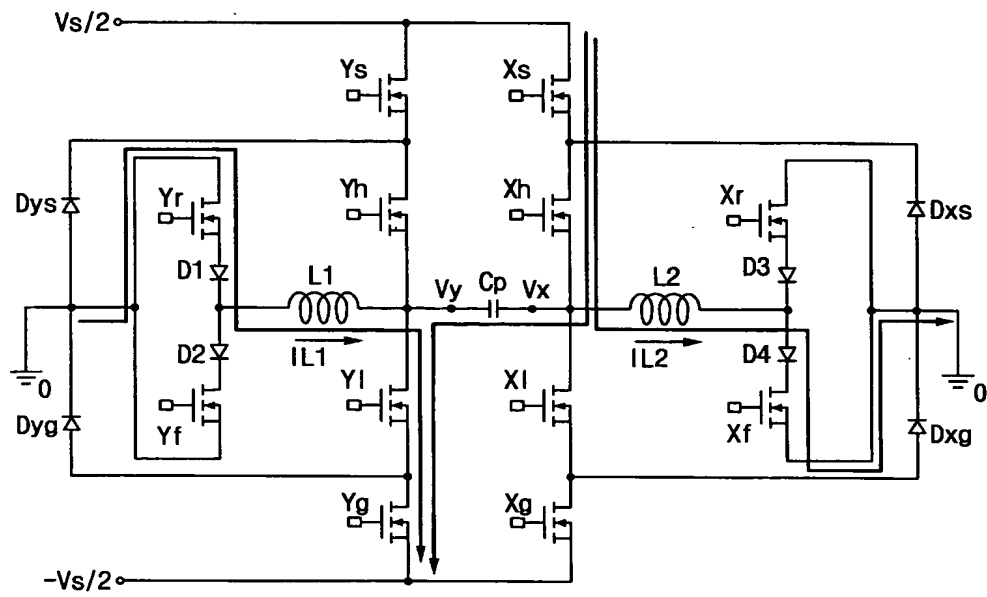 Vs/2
Ys
Xs
Dys
Yr
Yh
Xh
Xr
Dxs
D1
L1
Vy
Cp
Vx
L2
D3
0
D2
IL1
IL2
D4
0
Dyg
Yf
Yl
Xl
Xf
Dxg
Yg
Xg
-Vs/2